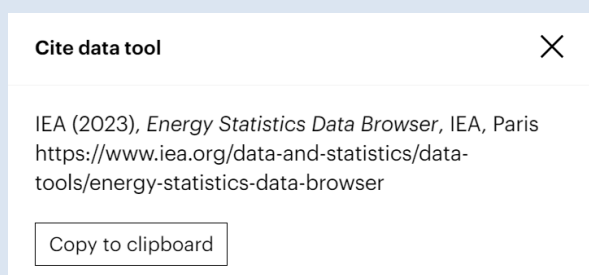 Cite data tool
IEA (2023), Energy Statistics Data Browser, IEA, Paris
https://www.iea.org/data-and-statistics/data-
tools/energy-statistics-data-browser
Copy to clipboard